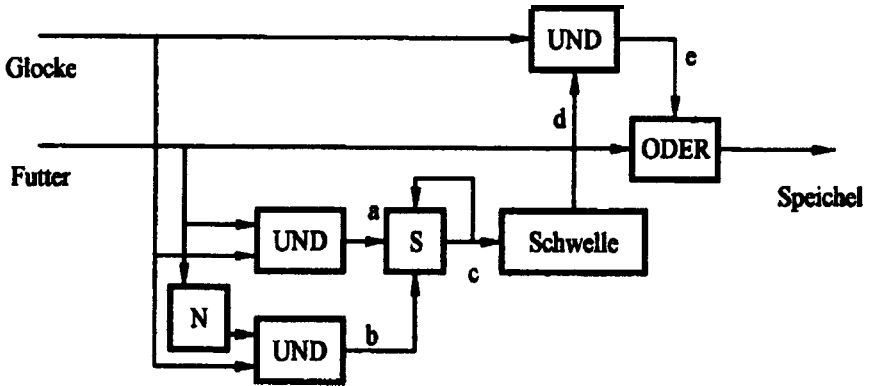 UND
Glocke
e
d
ODER
Futter
Speichel
UND
a
S
Schwelle
c
N
UND
b